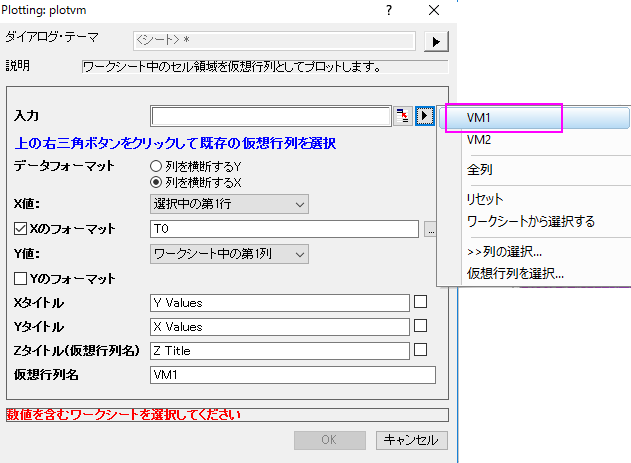 Plotting: plotvm
ダイアログ・テーマ
<シート> *
説明
ワークシート中のセル領域を仮想行列としてプロットします。
入力
上の右三角ボタンをクリックして既存の仮想行列を選択
データフォーマット
列を横断するY
列を横断するX
X値:
選択中の第1行
Xのフォーマット
T0
...
Y値:
ワークシート中の第1列
Yのフォーマット
Xタイトル
Y Values
Yタイトル
X Values
Zタイトル(仮想行列名)
Z Title
仮想行列名
VM1
数値を含むワークシートを選択してください
OK
キャンセル
VM1
VM2
全列
リセット
ワークシートから選択する
>>列の選択...
仮想行列を選択...